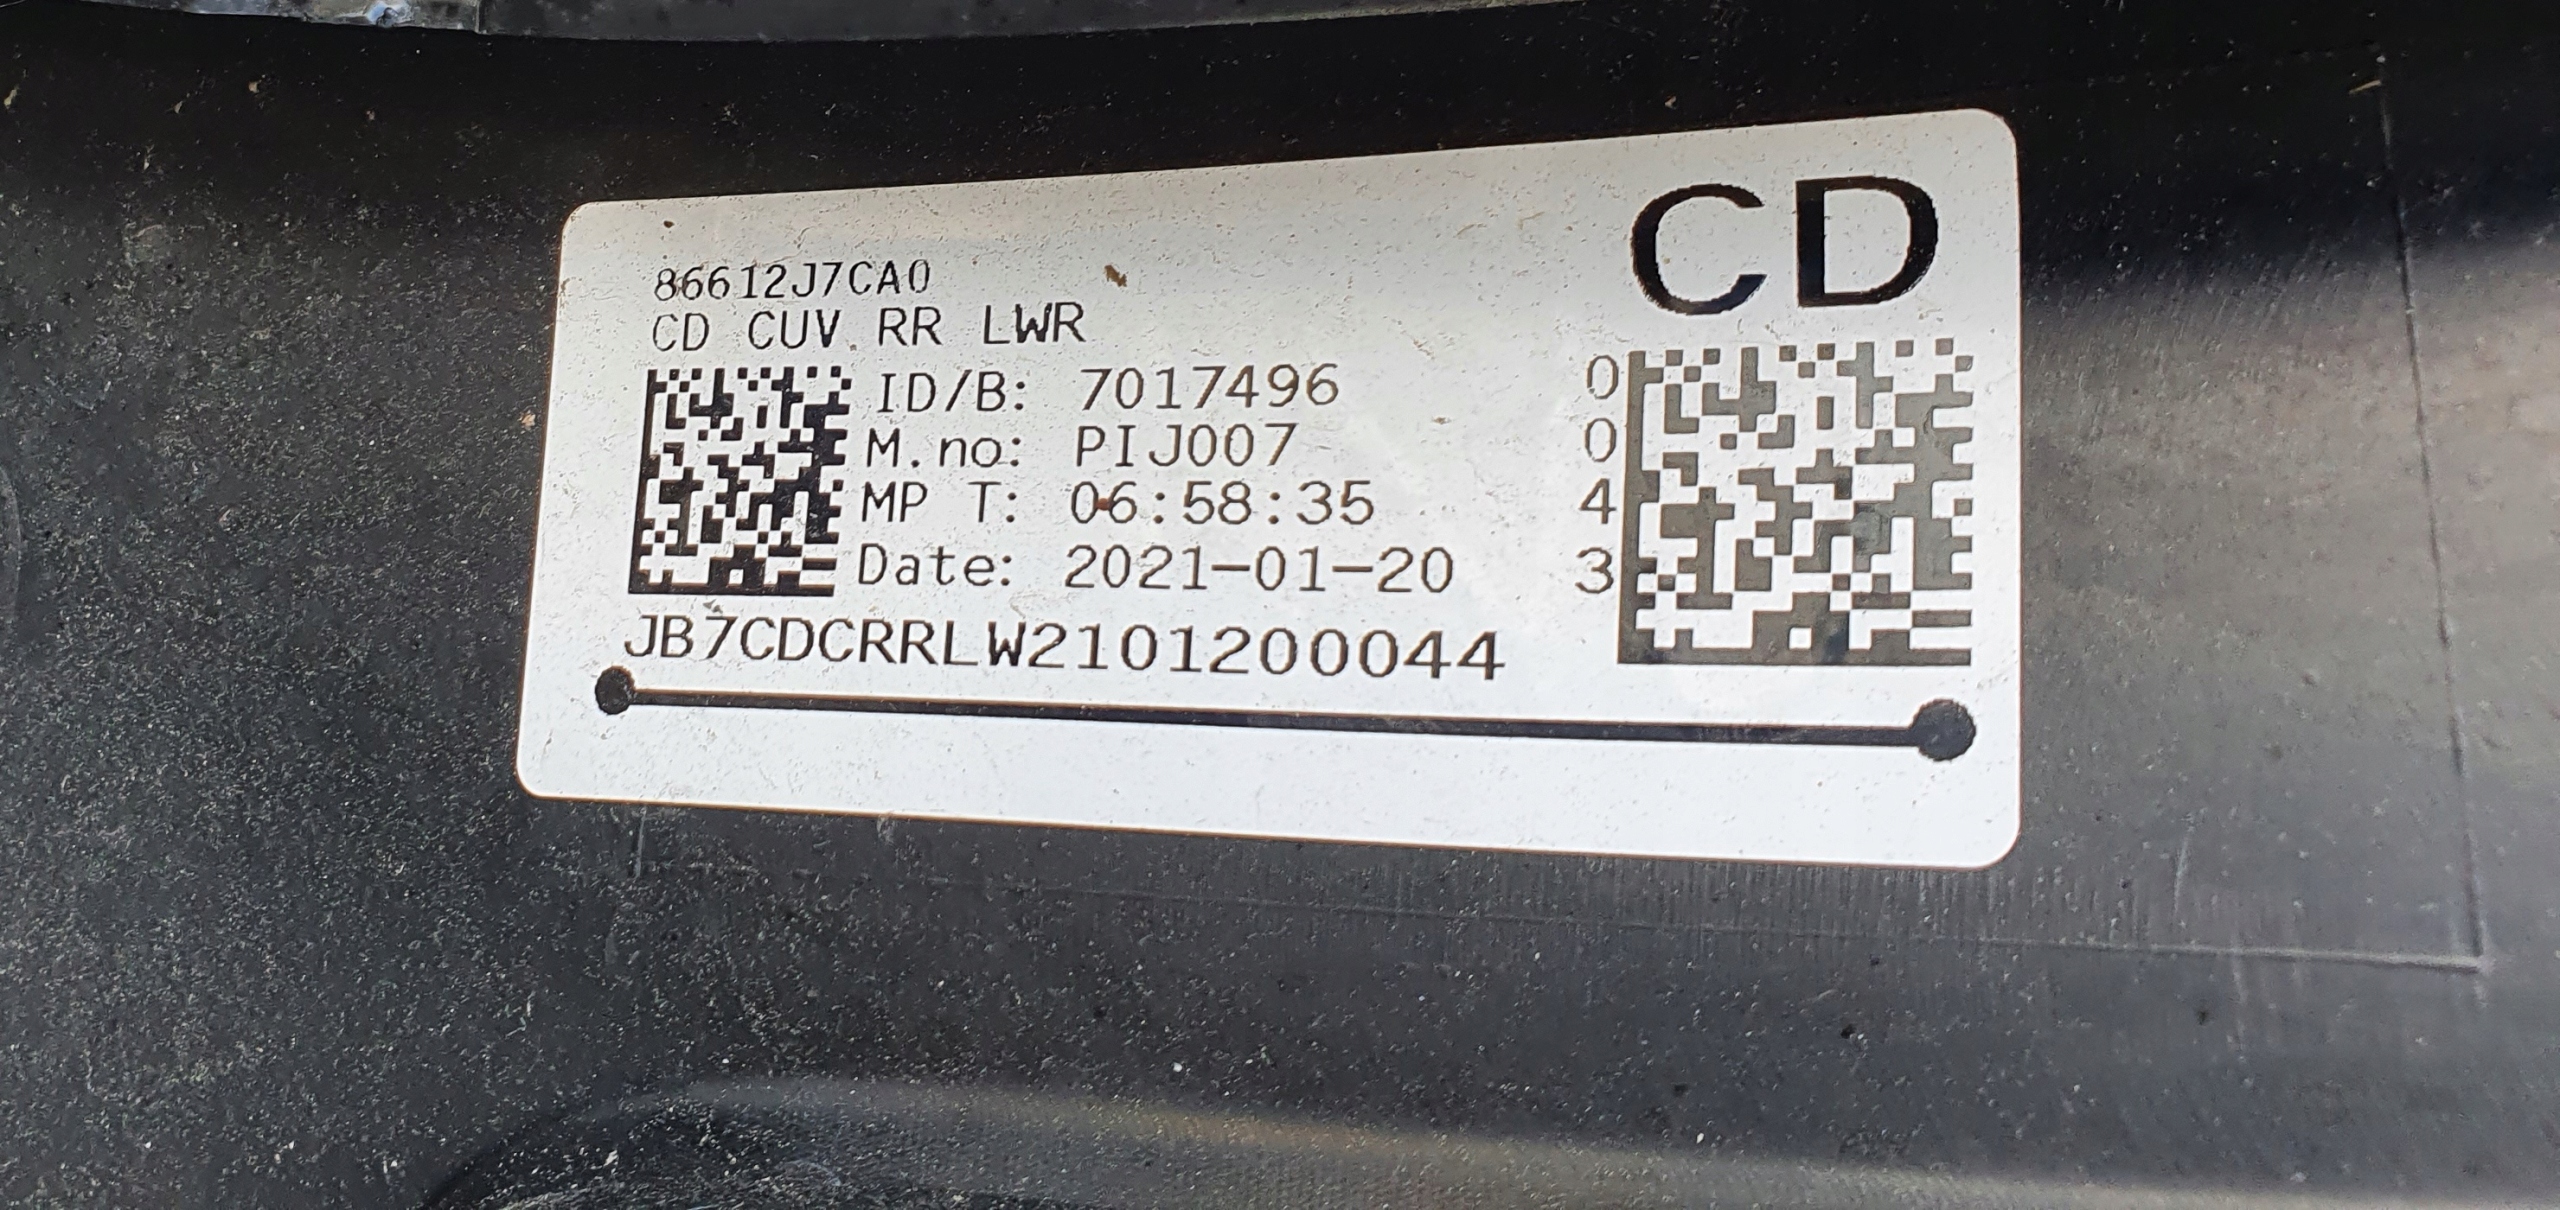 CD
86612J7CA0
CD CUV RR LWR
ID/B: 7017496
M.no: PIJ007
MP T: 06:58:35
Date: 2021-01-20
JB7CDCRRLW2101200044
0
0
4
3